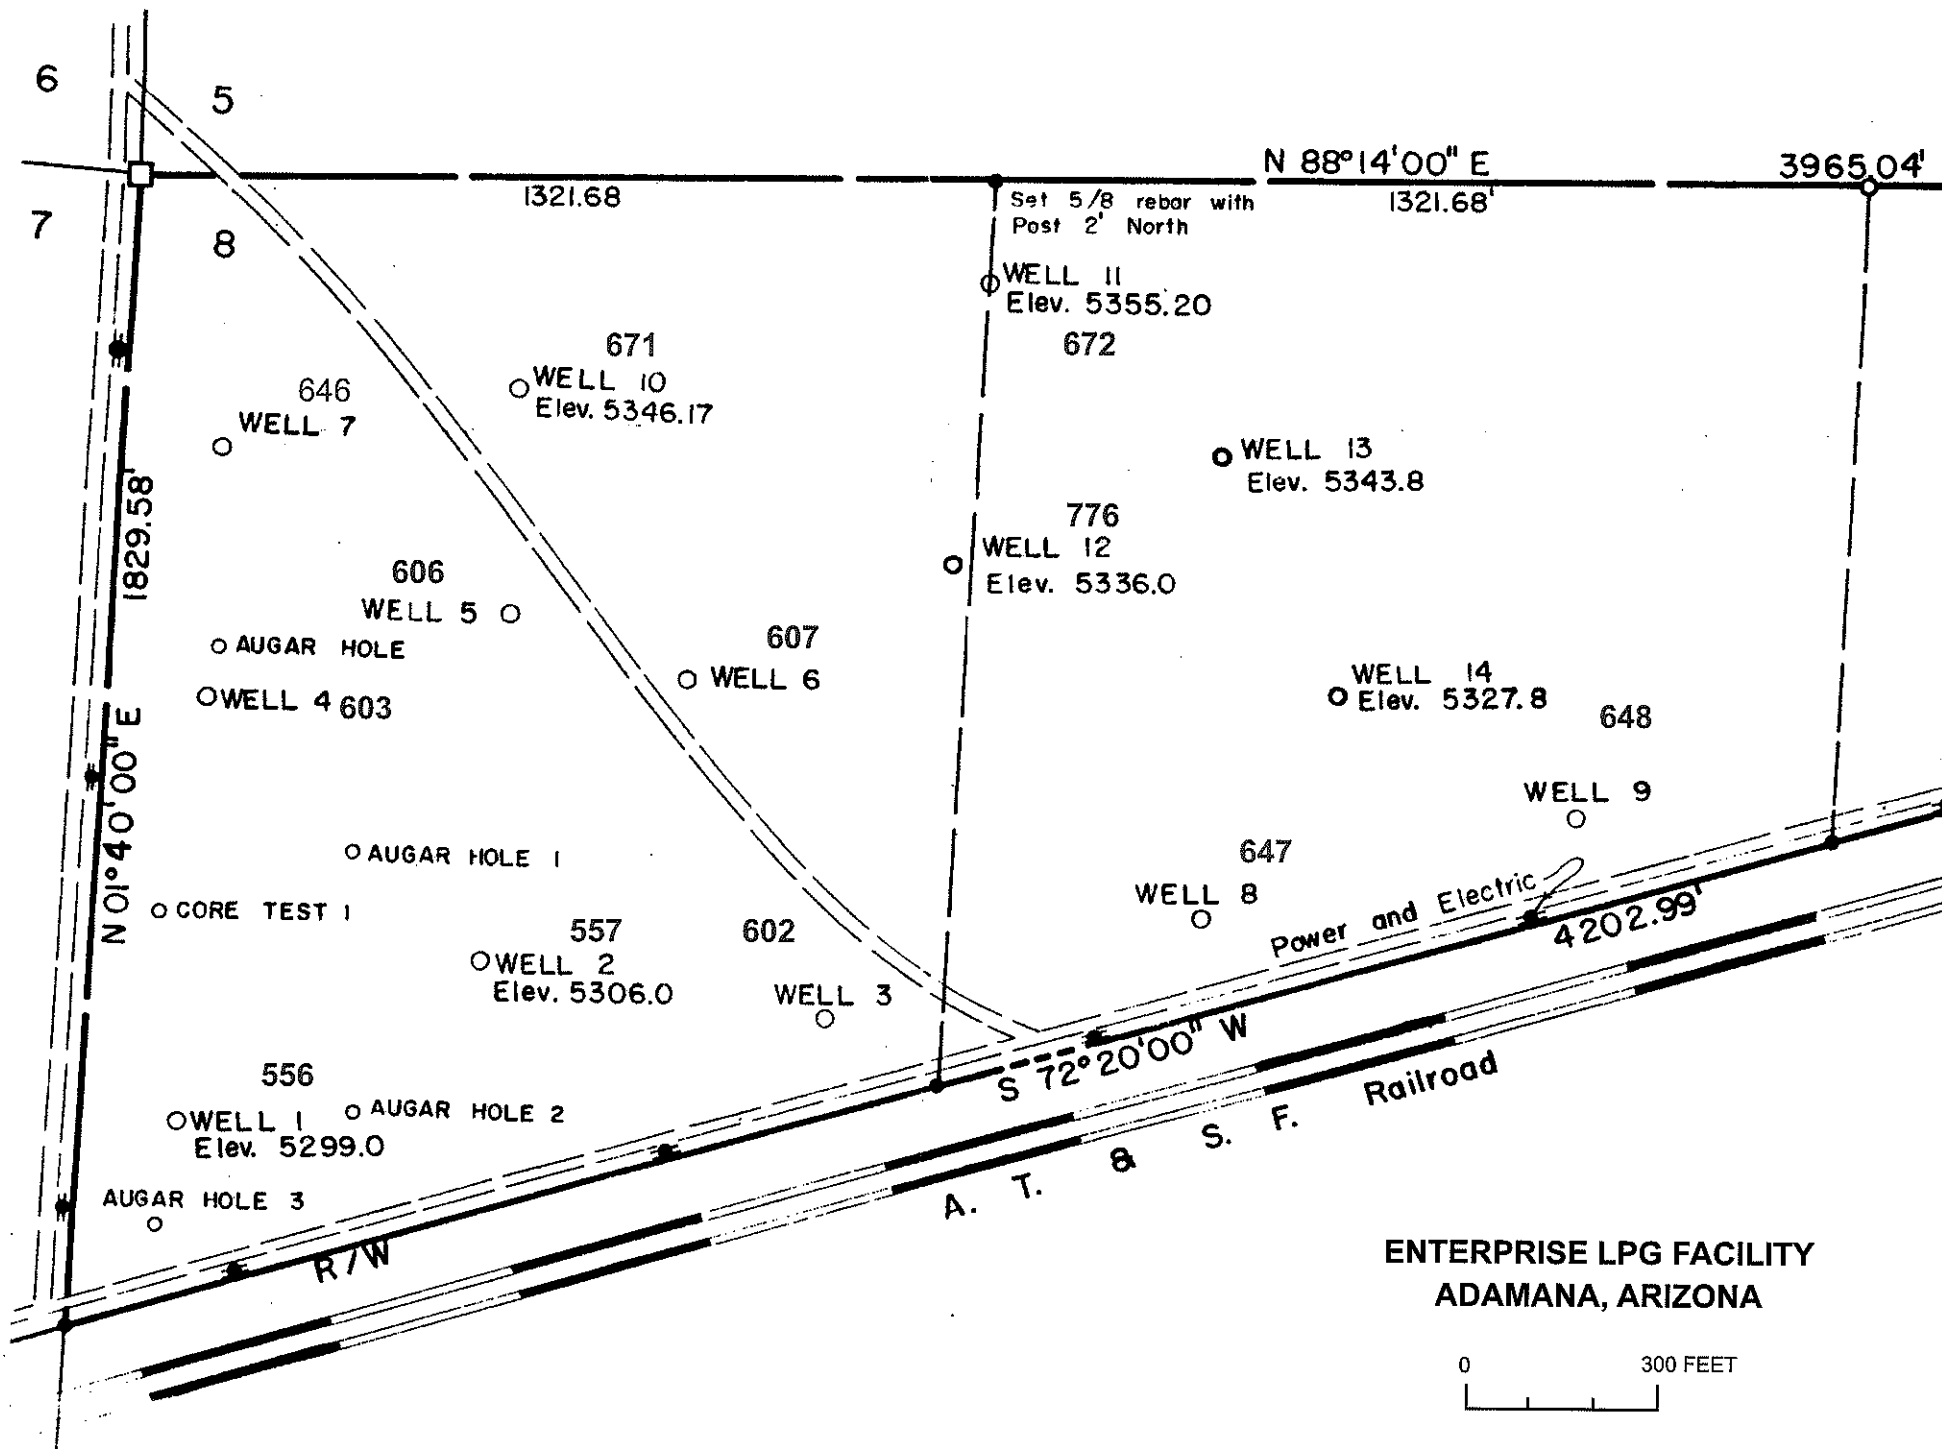 6
5
N 88°14'00" E
3965.04'
1321.68
Set 5/8 rebar with
1321.68'
Post 2' North
7
8
WELL 11
Elev. 5355.20
672
671
WELL 10
Elev. 5346.17
646
WELL 7
WELL 13
Elev. 5343.8
1829.58'
776
WELL 12
Elev. 5336.0
606
WELL 5
AUGAR HOLE
607
WELL 6
WELL 4 603
WELL 14
Elev. 5327.8
648
N 01°40'00" E
WELL 9
AUGAR HOLE 1
647
WELL 8
CORE TEST 1
Power and Electric
4202.99'
557
WELL 2
Elev. 5306.0
602
WELL 3
S 72°20'00" W
556
WELL 1
Elev. 5299.0
AUGAR HOLE 2
A. T. & S. F. Railroad
AUGAR HOLE 3
R/W
ENTERPRISE LPG FACILITY
ADAMANA, ARIZONA
0 300 FEET